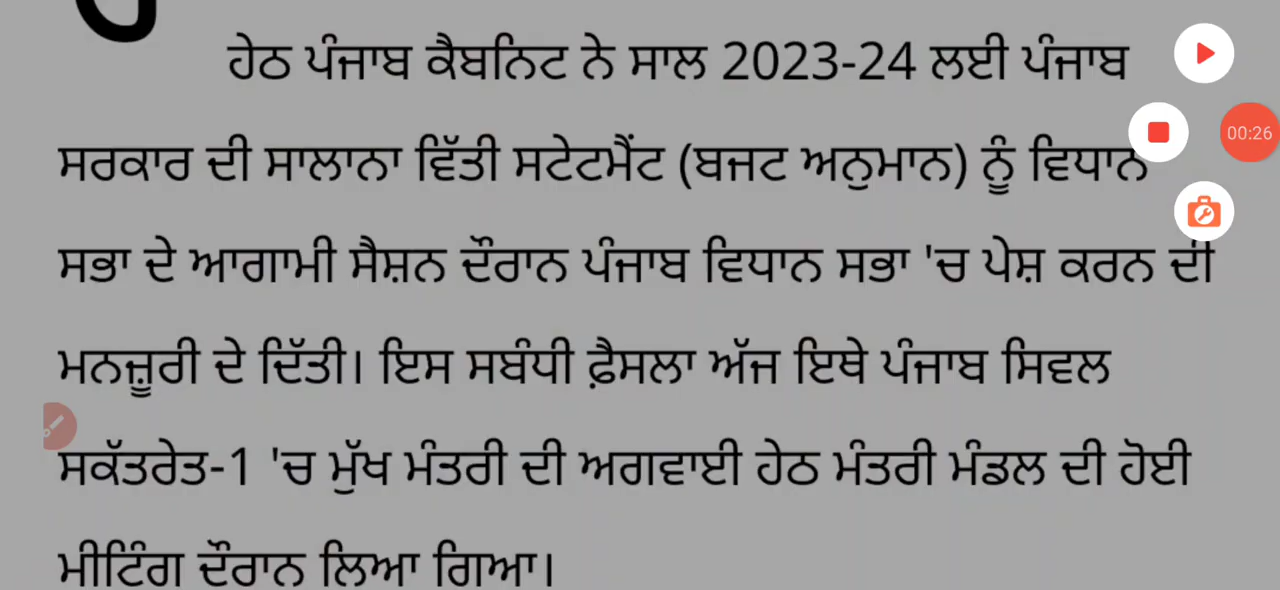 ਹੇਠ ਪੰਜਾਬ ਕੈਬਨਿਟ ਨੇ ਸਾਲ 2023-24 ਲਈ ਪੰਜਾਬ
ਸਰਕਾਰ ਦੀ ਸਾਲਾਨਾ ਵਿੱਤੀ ਸਟੇਟਮੈਂਟ (ਬਜਟ ਅਨੁਮਾਨ) ਨੂੰ ਵਿਧਾਨ
00:26
ਸਭਾ ਦੇ ਆਗਾਮੀ ਸੈਸ਼ਨ ਦੌਰਾਨ ਪੰਜਾਬ ਵਿਧਾਨ ਸਭਾ 'ਚ ਪੇਸ਼ ਕਰਨ ਦੀ
ਮਨਜ਼ੂਰੀ ਦੇ ਦਿੱਤੀ। ਇਸ ਸਬੰਧੀ ਫ਼ੈਸਲਾ ਅੱਜ ਇਥੇ ਪੰਜਾਬ ਸਿਵਲ
ਸਕੱਤਰੇਤ-1 'ਚ ਮੁੱਖ ਮੰਤਰੀ ਦੀ ਅਗਵਾਈ ਹੇਠ ਮੰਤਰੀ ਮੰਡਲ ਦੀ ਹੋਈ
ਮੀਟਿੰਗ ਦੌਰਾਨ ਲਿਆ ਗਿਆ।